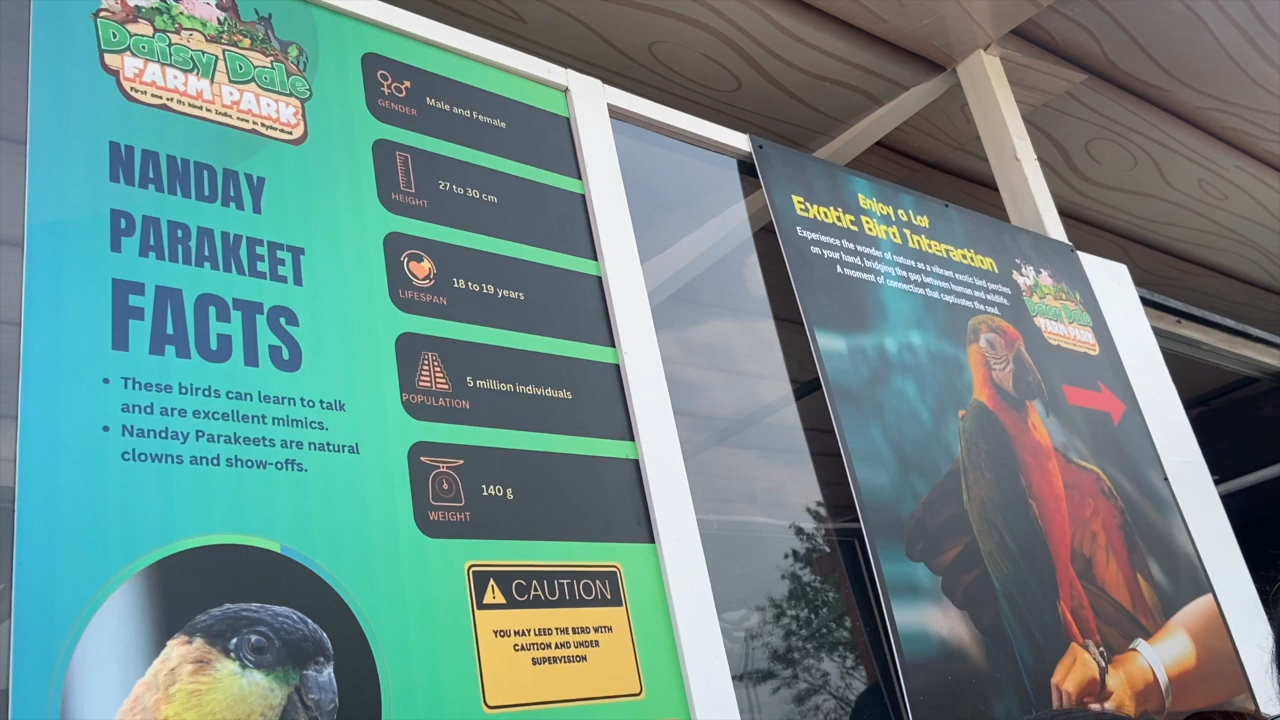 Daisy Dale
FARM PARK
First one of its kind in India, now in Hyderabad
NANDAY
PARAKEET
FACTS
• These birds can learn to talk
and are excellent mimics.
• Nanday Parakeets are natural
clowns and show-offs.
GENDER
Male and Female
HEIGHT
27 to 30 cm
LIFESPAN
18 to 19 years
POPULATION
5 million individuals
WEIGHT
140 g
CAUTION
YOU MAY LEED THE BIRD WITH
CAUTION AND UNDER
SUPERVISION
Enjoy a Lot
Exotic Bird Interaction
Experience the wonder of nature as a vibrant exotic bird perches
on your hand, bridging the gap between human and wildlife.
A moment of connection that captivates the soul.
Daisy Dale
FARM PARK